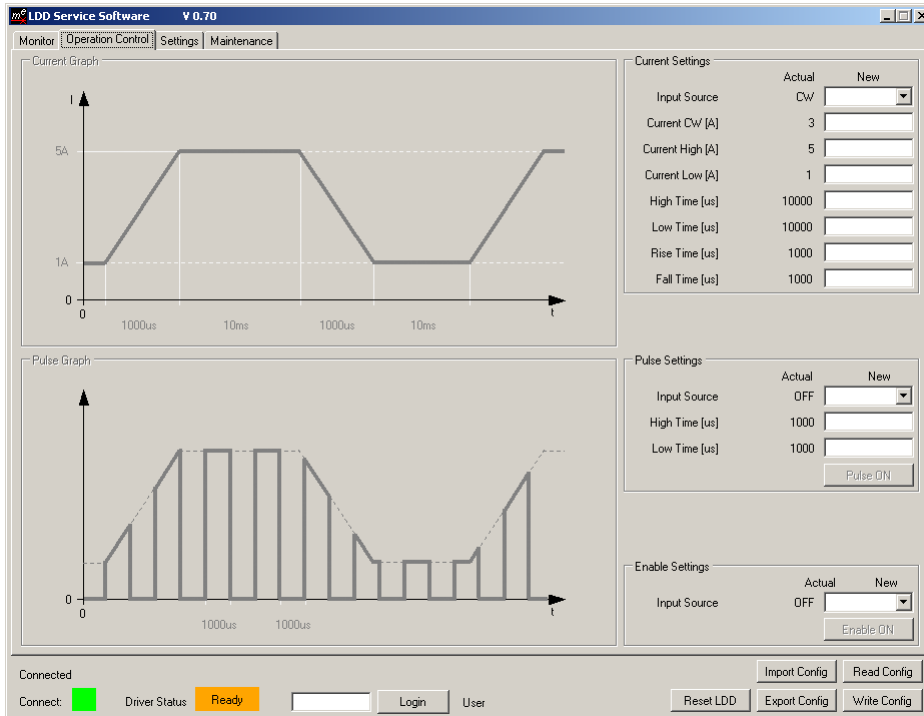 LDD Service Software V 0.70
Monitor Operation Control Settings Maintenance
Current Graph
I
5A
1A
0
0
t
1000us 10ms 1000us 10ms
Current Settings
Actual New
Input Source CW
Current CW [A] 3
Current High [A] 5
Current Low [A] 1
High Time [us] 10000
Low Time [us] 10000
Rise Time [us] 1000
Fall Time [us] 1000
Pulse Graph
0
0
t
1000us 1000us
Pulse Settings
Actual New
Input Source OFF
High Time [us] 1000
Low Time [us] 1000
Pulse ON
Enable Settings
Actual New
Input Source OFF
Enable ON
Connected
Connect: Driver Status Ready Login User
Import Config Read Config
Reset LDD Export Config Write Config